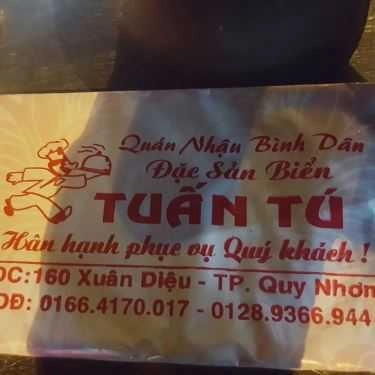 Quán Nhậu Bình Dân
Đặc Sản Biển
TUẤN TÚ
Hân hạnh phục vụ Quý khách !
ĐC:160 Xuân Diệu - TP. Quy Nhơn
DĐ: 0166.4170.017 - 0128.9366.944